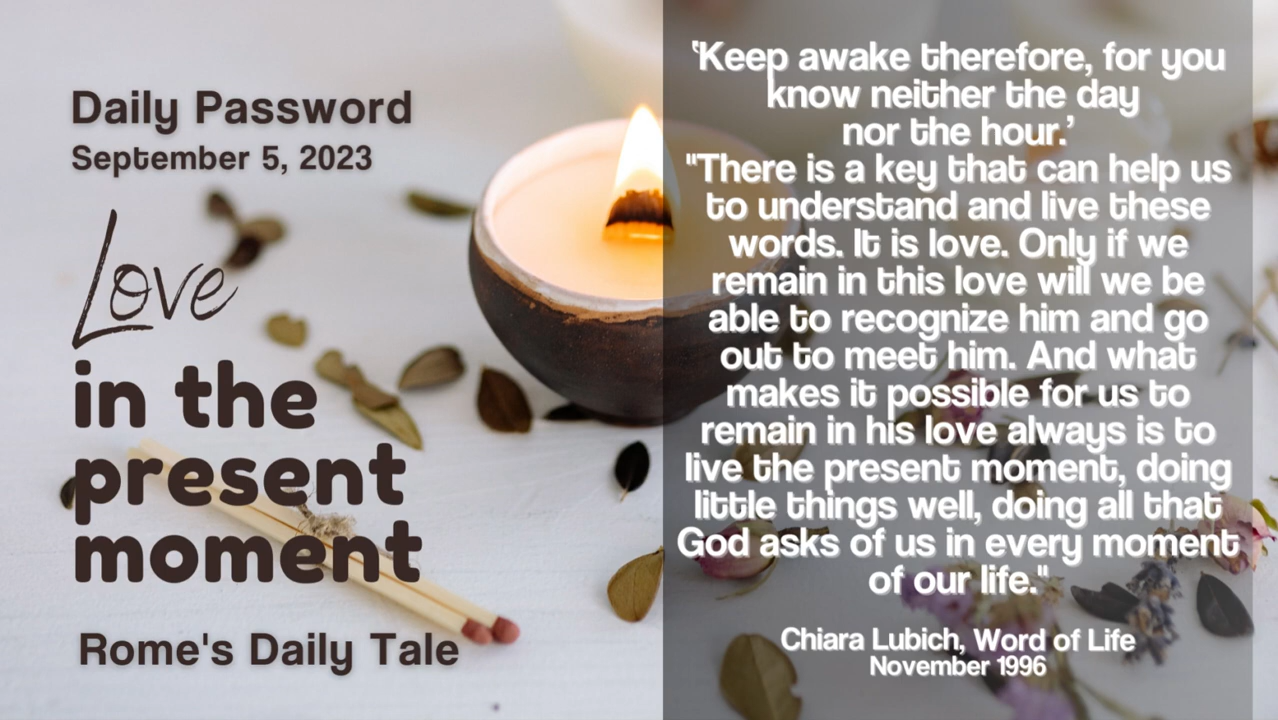 Daily Password
September 5, 2023
Love
in the
present
moment
Rome's Daily Tale
'Keep awake therefore, for you
know neither the day
nor the hour.'
"There is a key that can help us
to understand and live these
words. It is love. Only if we
remain in this love will we be
able to recognize him and go
out to meet him. And what
makes it possible for us to
remain in his love always is to
live the present moment, doing
little things well, doing all that
God asks of us in every moment
of our life."
Chiara Lubich, Word of Life
November 1996